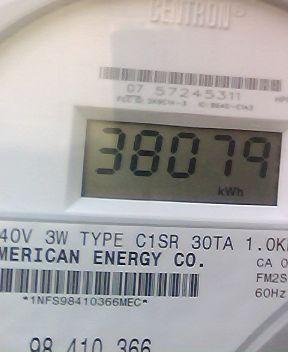 CENTRON®
07 57245311
38079
kWh
40V 3W TYPE C1SR 30TA 1.0K
MERICAN ENERGY CO.
CA 0
FM2S
60Hz
*1NFS98410366MEC*
98 410 366